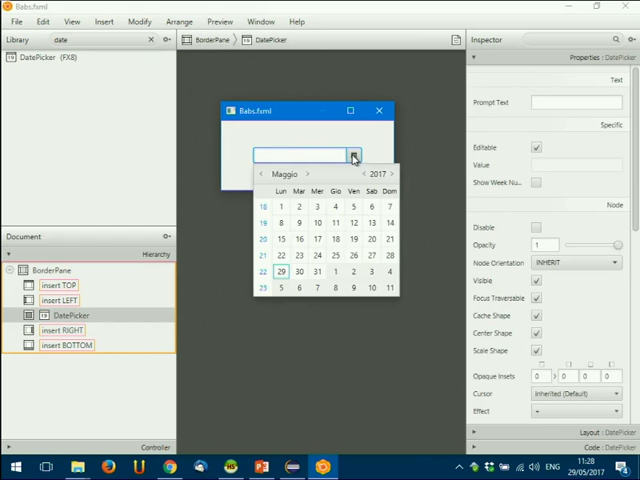 Babs.fxml
File Edit View Insert Modify Arrange Preview Window Help
Library date
BorderPane DatePicker
Inspector
DatePicker (FX8)
Properties : DatePicker
Text
Prompt Text
Specific
Editable
Value
Show Week Nu...
Node
Disable
Opacity 1
Node Orientation INHERIT
Visible
Focus Traversable
Cache Shape
Center Shape
Scale Shape
Opaque Insets 0 0 0 0
Cursor Inherited (Default)
Effect +
Layout : DatePicker
Code : DatePicker
Babs.fxml
Maggio 2017
Lun Mar Mer Gio Ven Sab Dom
18 1 2 3 4 5 6 7
19 8 9 10 11 12 13 14
20 15 16 17 18 19 20 21
21 22 23 24 25 26 27 28
22 29 30 31 1 2 3 4
23 5 6 7 8 9 10 11
Document
Hierarchy
BorderPane
insert TOP
insert LEFT
DatePicker
insert RIGHT
insert BOTTOM
Controller
ENG
11:28
29/05/2017